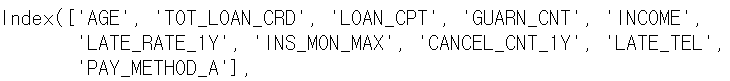 Index(['AGE', 'TOT_LOAN_CRD', 'LOAN_CPT', 'GUARN_CNT', 'INCOME',
'LATE_RATE_1Y', 'INS_MON_MAX', 'CANCEL_CNT_1Y', 'LATE_TEL',
'PAY_METHOD_A'],